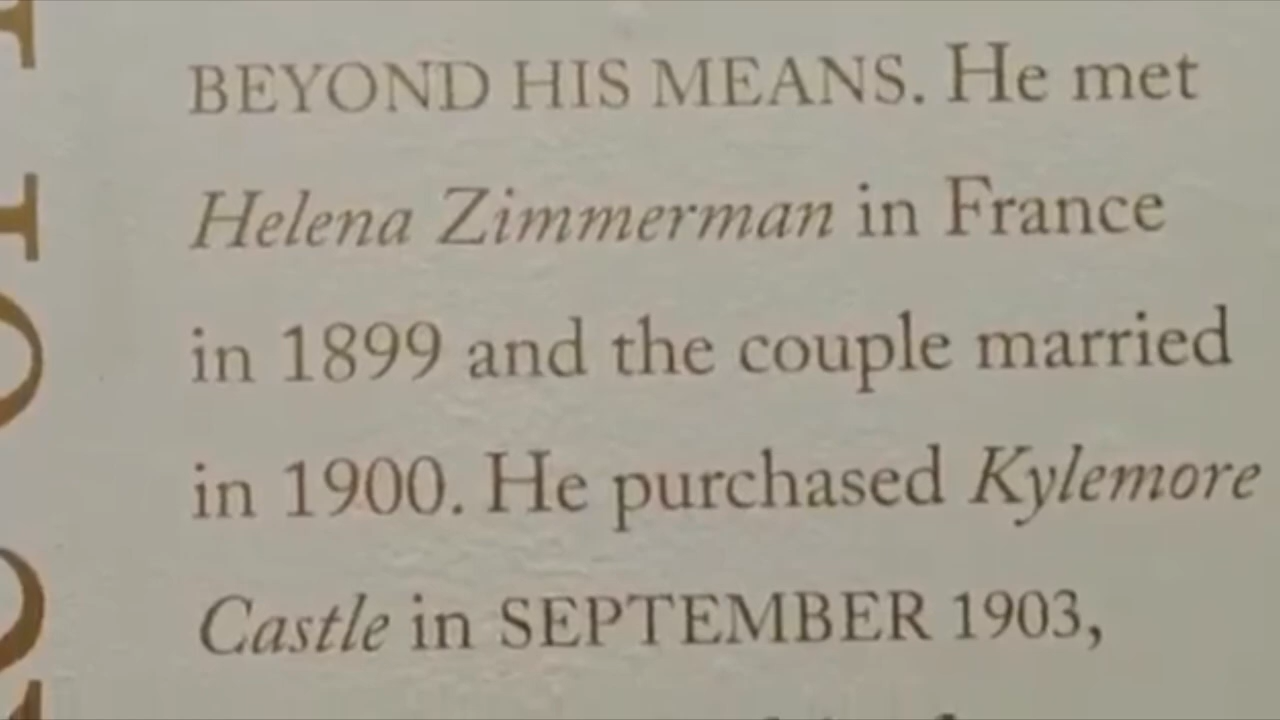 BEYOND HIS MEANS. He met
Helena Zimmerman in France
in 1899 and the couple married
in 1900. He purchased Kylemore
Castle in SEPTEMBER 1903,